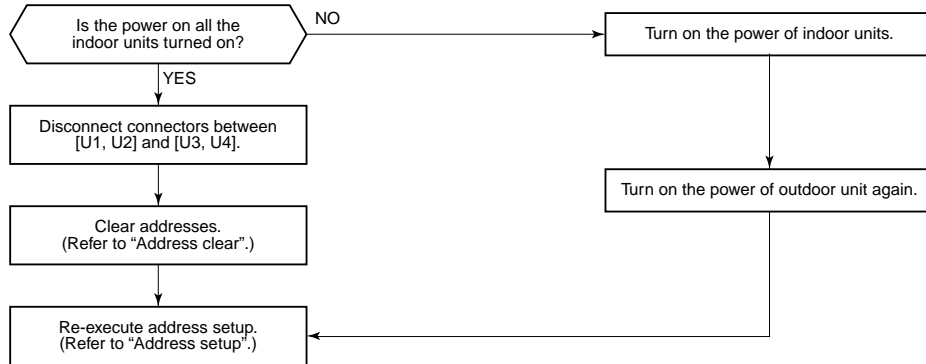 Is the power on all the
indoor units turned on?
NO
Turn on the power of indoor units.
YES
Disconnect connectors between
[U1, U2] and [U3, U4].
Turn on the power of outdoor unit again.
Clear addresses.
(Refer to “Address clear”.)
Re-execute address setup.
(Refer to “Address setup”.)